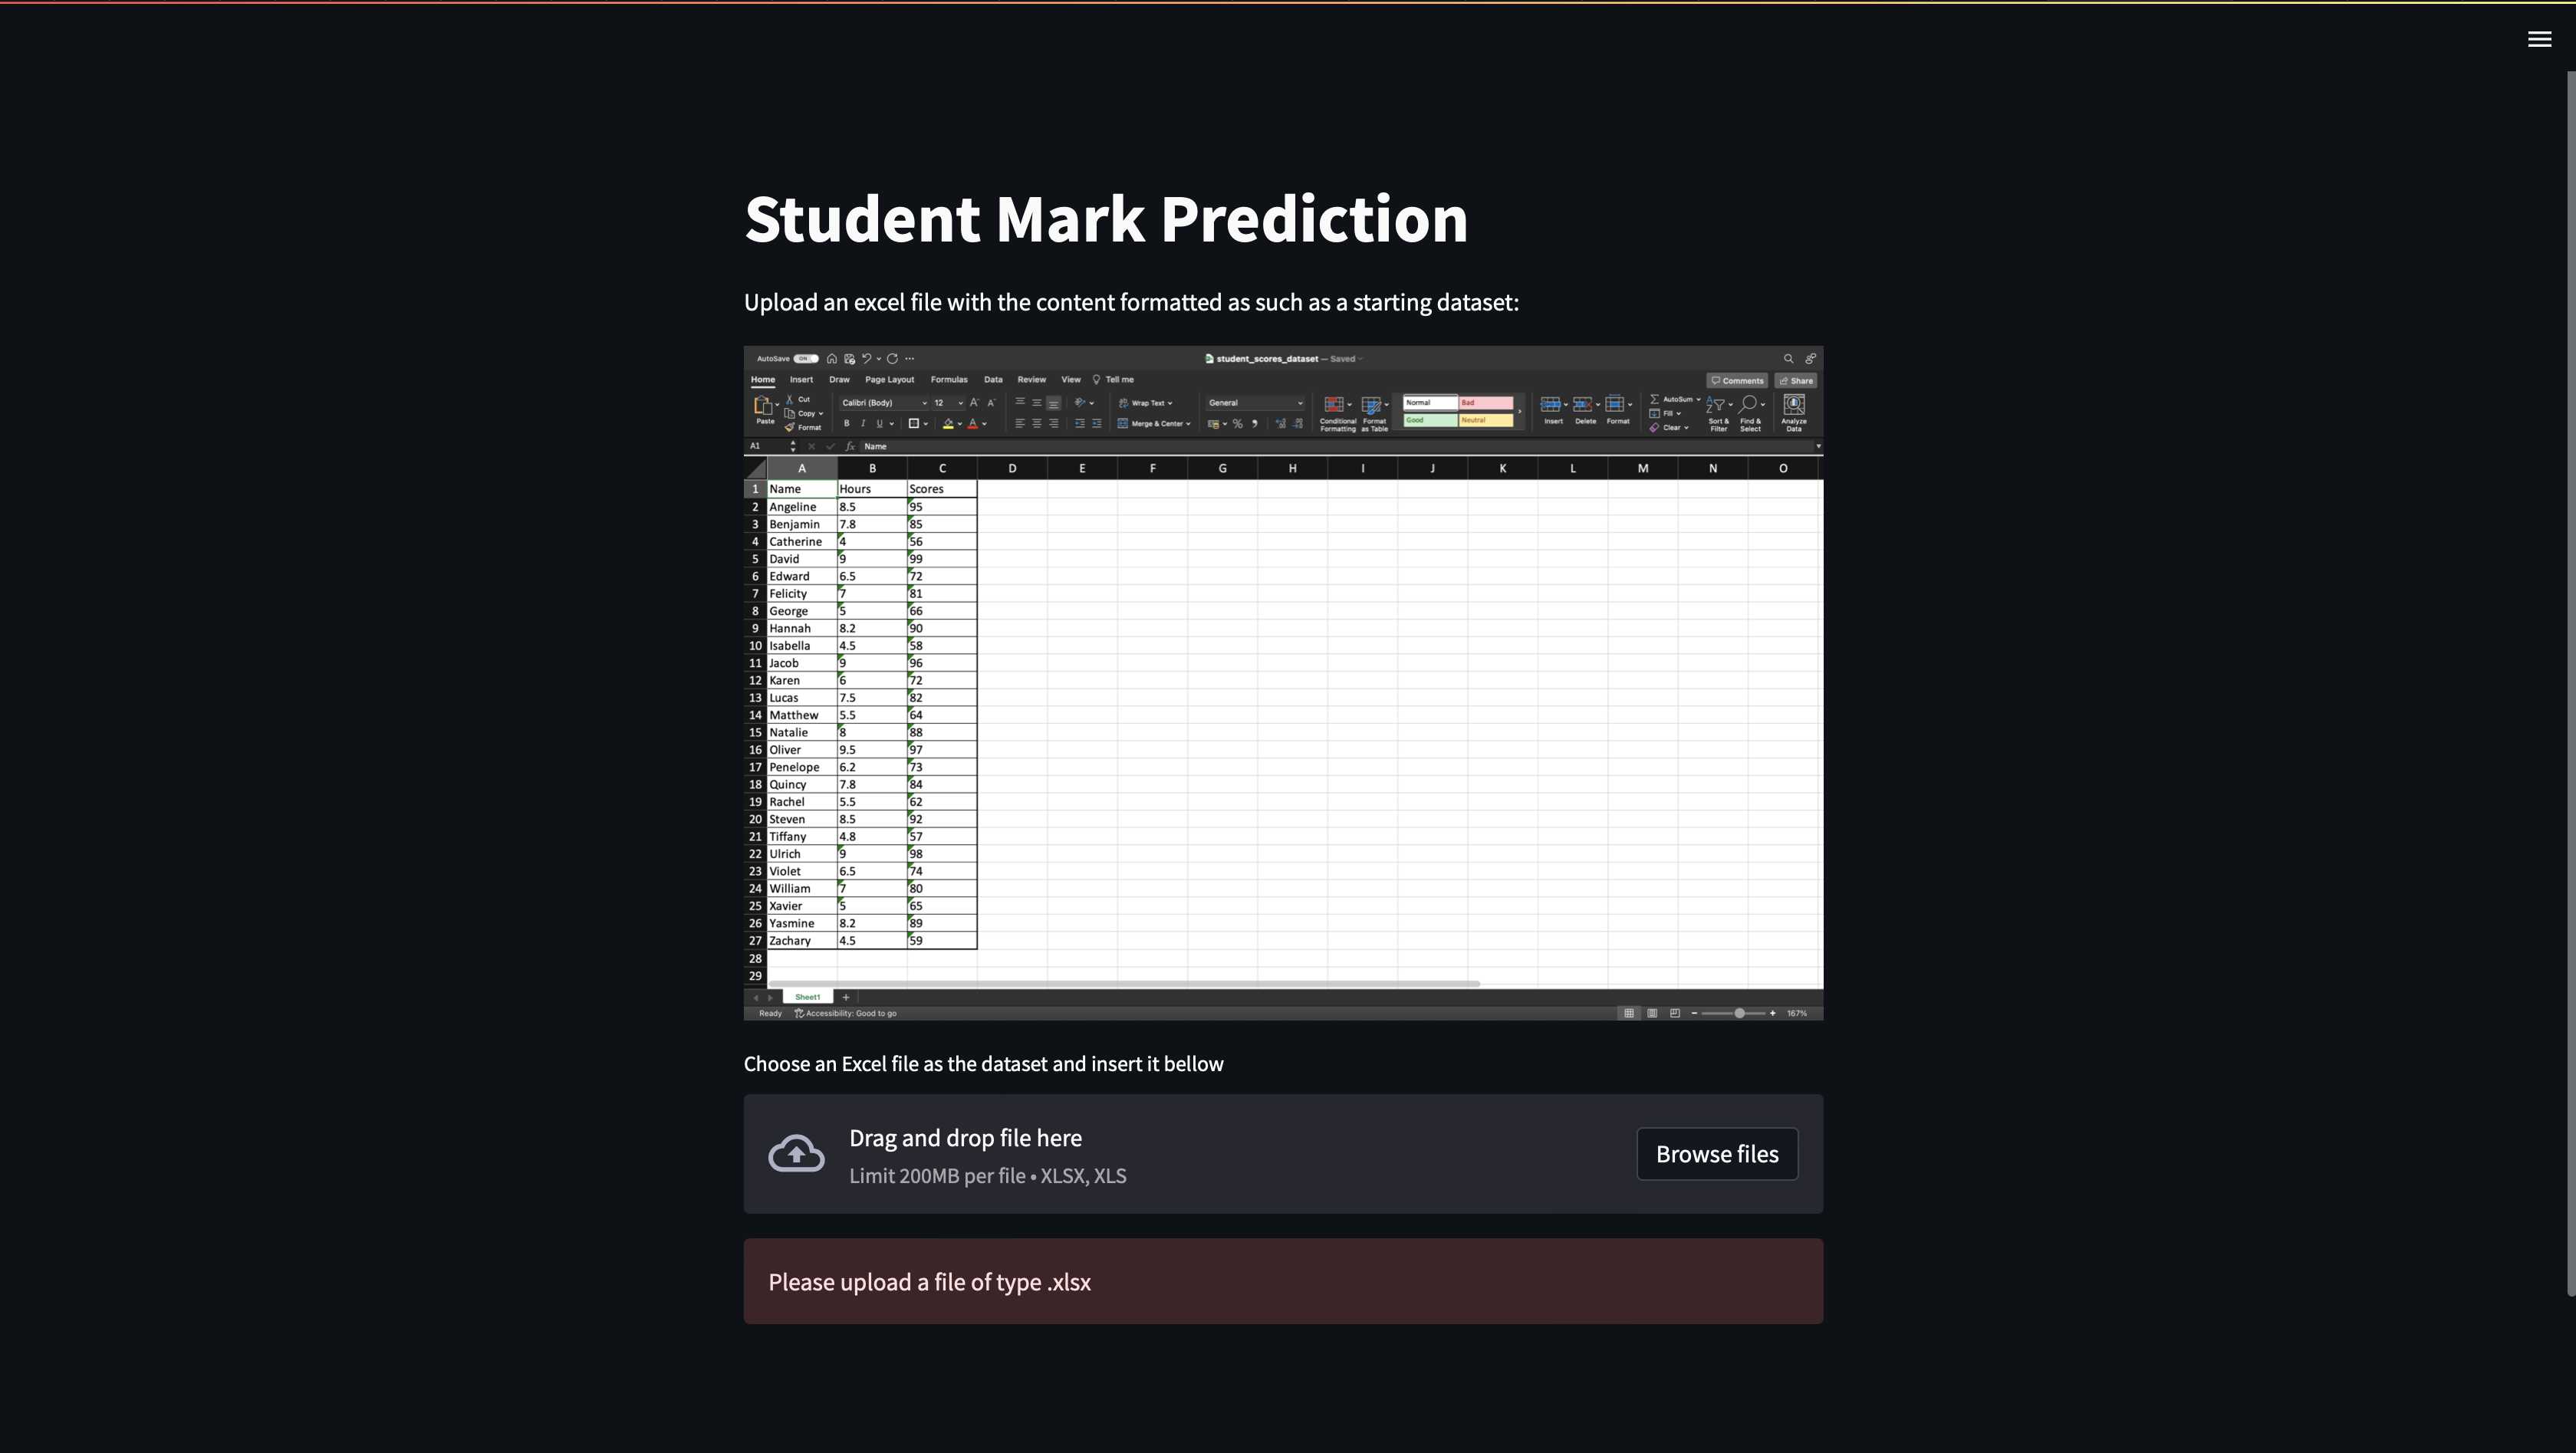 Student Mark Prediction
Upload an excel file with the content formatted as such as a starting dataset:
AutoSave ON student_scores_dataset — Saved
Home Insert Draw Page Layout Formulas Data Review View Tell me Comments Share
Cut Calibri (Body) 12 A A Wrap Text General Normal Bad AutoSum
Copy Fill
Paste Format B I U A Merge & Center % Good Neutral Conditional Formatting Format as Table Insert Delete Format Clear Sort & Filter Find & Select Analyze Data
A1 fx Name
A B C D E F G H I J K L M N O
1 Name Hours Scores
2 Angeline 8.5 95
3 Benjamin 7.8 85
4 Catherine 4 56
5 David 9 99
6 Edward 6.5 72
7 Felicity 7 81
8 George 5 66
9 Hannah 8.2 90
10 Isabella 4.5 58
11 Jacob 9 96
12 Karen 6 72
13 Lucas 7.5 82
14 Matthew 5.5 64
15 Natalie 8 88
16 Oliver 9.5 97
17 Penelope 6.2 73
18 Quincy 7.8 84
19 Rachel 5.5 62
20 Steven 8.5 92
21 Tiffany 4.8 57
22 Ulrich 9 98
23 Violet 6.5 74
24 William 7 80
25 Xavier 5 65
26 Yasmine 8.2 89
27 Zachary 4.5 59
28
29
Sheet1 +
Ready Accessibility: Good to go 167%
Choose an Excel file as the dataset and insert it bellow
Drag and drop file here
Limit 200MB per file • XLSX, XLS
Browse files
Please upload a file of type .xlsx